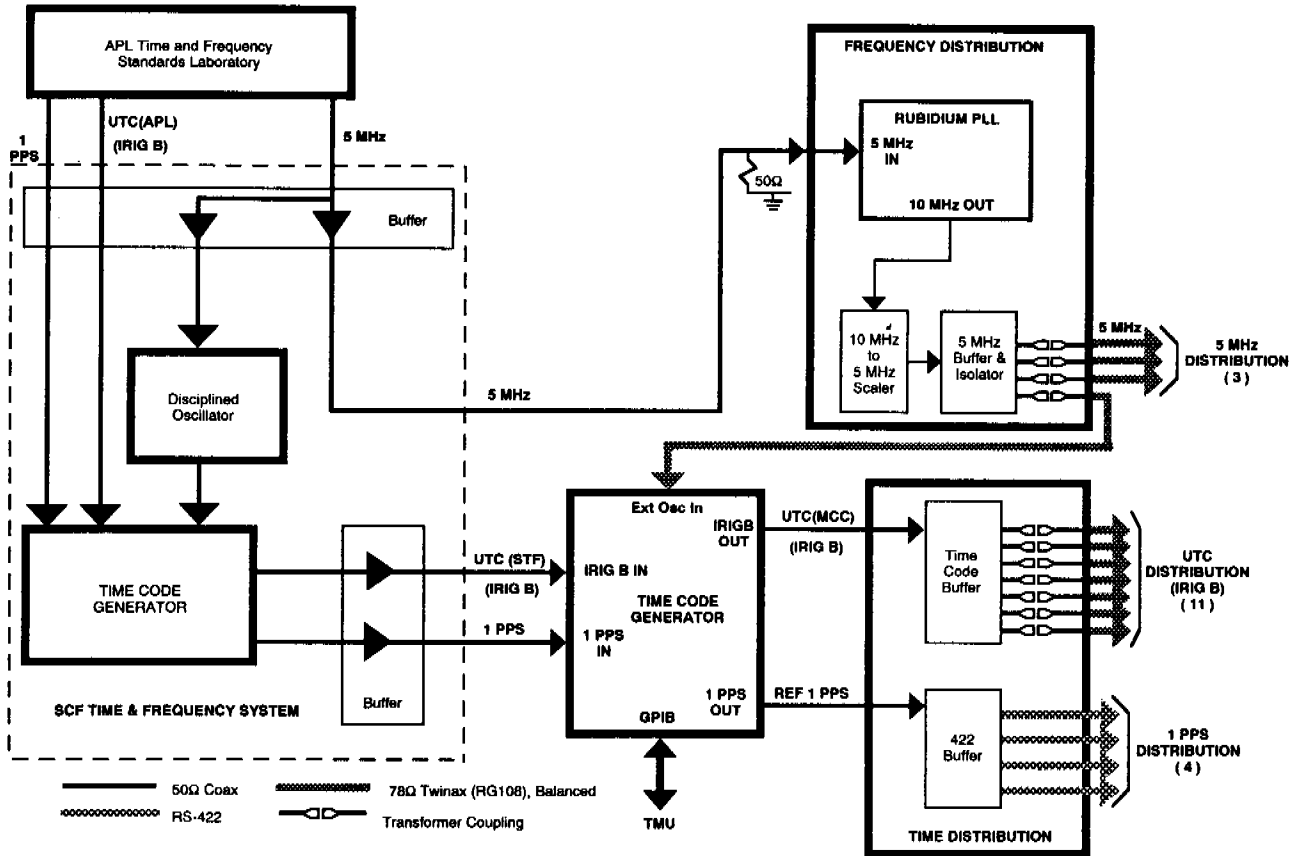 APL Time and Frequency
Standards Laboratory
1
PPS
UTC(APL)
(IRIG B)
5 MHz
Buffer
Disciplined
Oscillator
TIME CODE
GENERATOR
SCF TIME & FREQUENCY SYSTEM
Buffer
5 MHz
UTC (STF)
(IRIG B)
1 PPS
50Ω
FREQUENCY DISTRIBUTION
RUBIDIUM PLL
5 MHz
IN
10 MHz OUT
10 MHz
to
5 MHz
Scaler
5 MHz
Buffer &
Isolator
5 MHz
5 MHz
DISTRIBUTION
( 3 )
Ext Osc In
IRIGB
OUT
IRIG B IN
TIME CODE
GENERATOR
1 PPS
IN
1 PPS
OUT
GPIB
TMU
UTC(MCC)
(IRIG B)
REF 1 PPS
Time
Code
Buffer
422
Buffer
TIME DISTRIBUTION
UTC
DISTRIBUTION
(IRIG B)
( 11 )
1 PPS
DISTRIBUTION
( 4 )
50Ω Coax
78Ω Twinax (RG108), Balanced
RS-422
Transformer Coupling